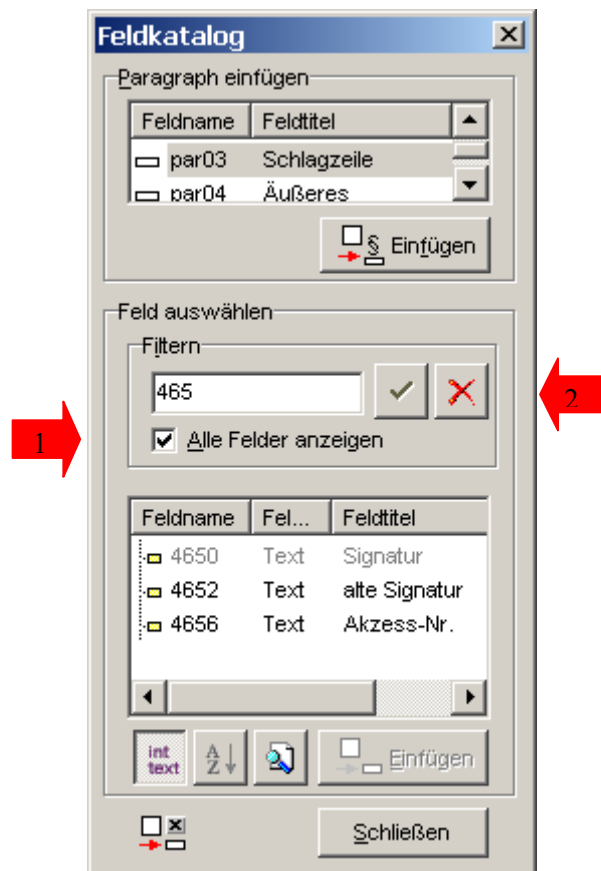 Feldkatalog
Paragraph einfügen
Feldname Feldtitel
par03 Schlagzeile
par04 Äußeres
§ Einfügen
Feld auswählen
Filtern
465
2
1
Alle Felder anzeigen
Feldname Fel... Feldtitel
4650 Text Signatur
4652 Text alte Signatur
4656 Text Akzess-Nr.
int
text
A
Z
Einfügen
Schließen